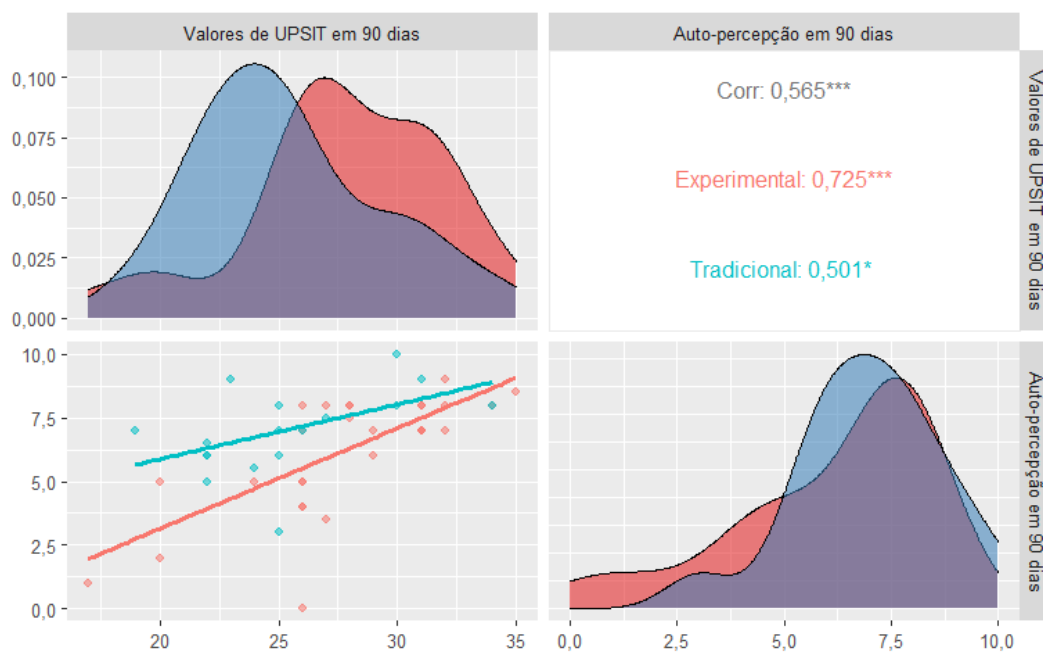 Valores de UPSIT em 90 dias
Auto-percepção em 90 dias
0,100
0,075
0,050
0,025
0,000
Corr: 0,565***
Experimental: 0,725***
Tradicional: 0,501*
Valores de UPSIT em 90 dias
10,0
7,5
5,0
2,5
0,0
Auto-percepção em 90 dias
20
25
30
35
0,0
2,5
5,0
7,5
10,0